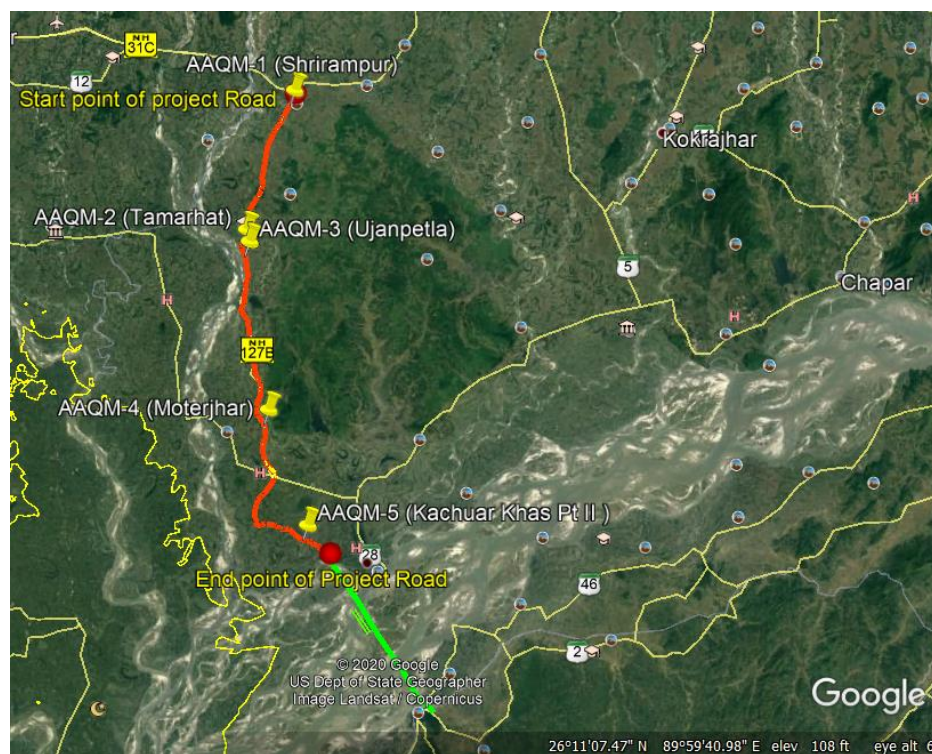 NH
31C
12
AAQM-1 (Shrirampur)
Start point of project Road
Kokrajhar
AAQM-2 (Tamarhat)
AAQM-3 (Ujanpetla)
H
5
Chapar
H
H
NH
127B
AAQM-4 (Moterjhar)
H
AAQM-5 (Kachuar Khas Pt II )
H
28
End point of Project Road
46
2
© 2020 Google
US Dept of State Geographer
Image Landsat / Copernicus
Google
26°11'07.47" N 89°59'40.98" E elev 108 ft eye alt